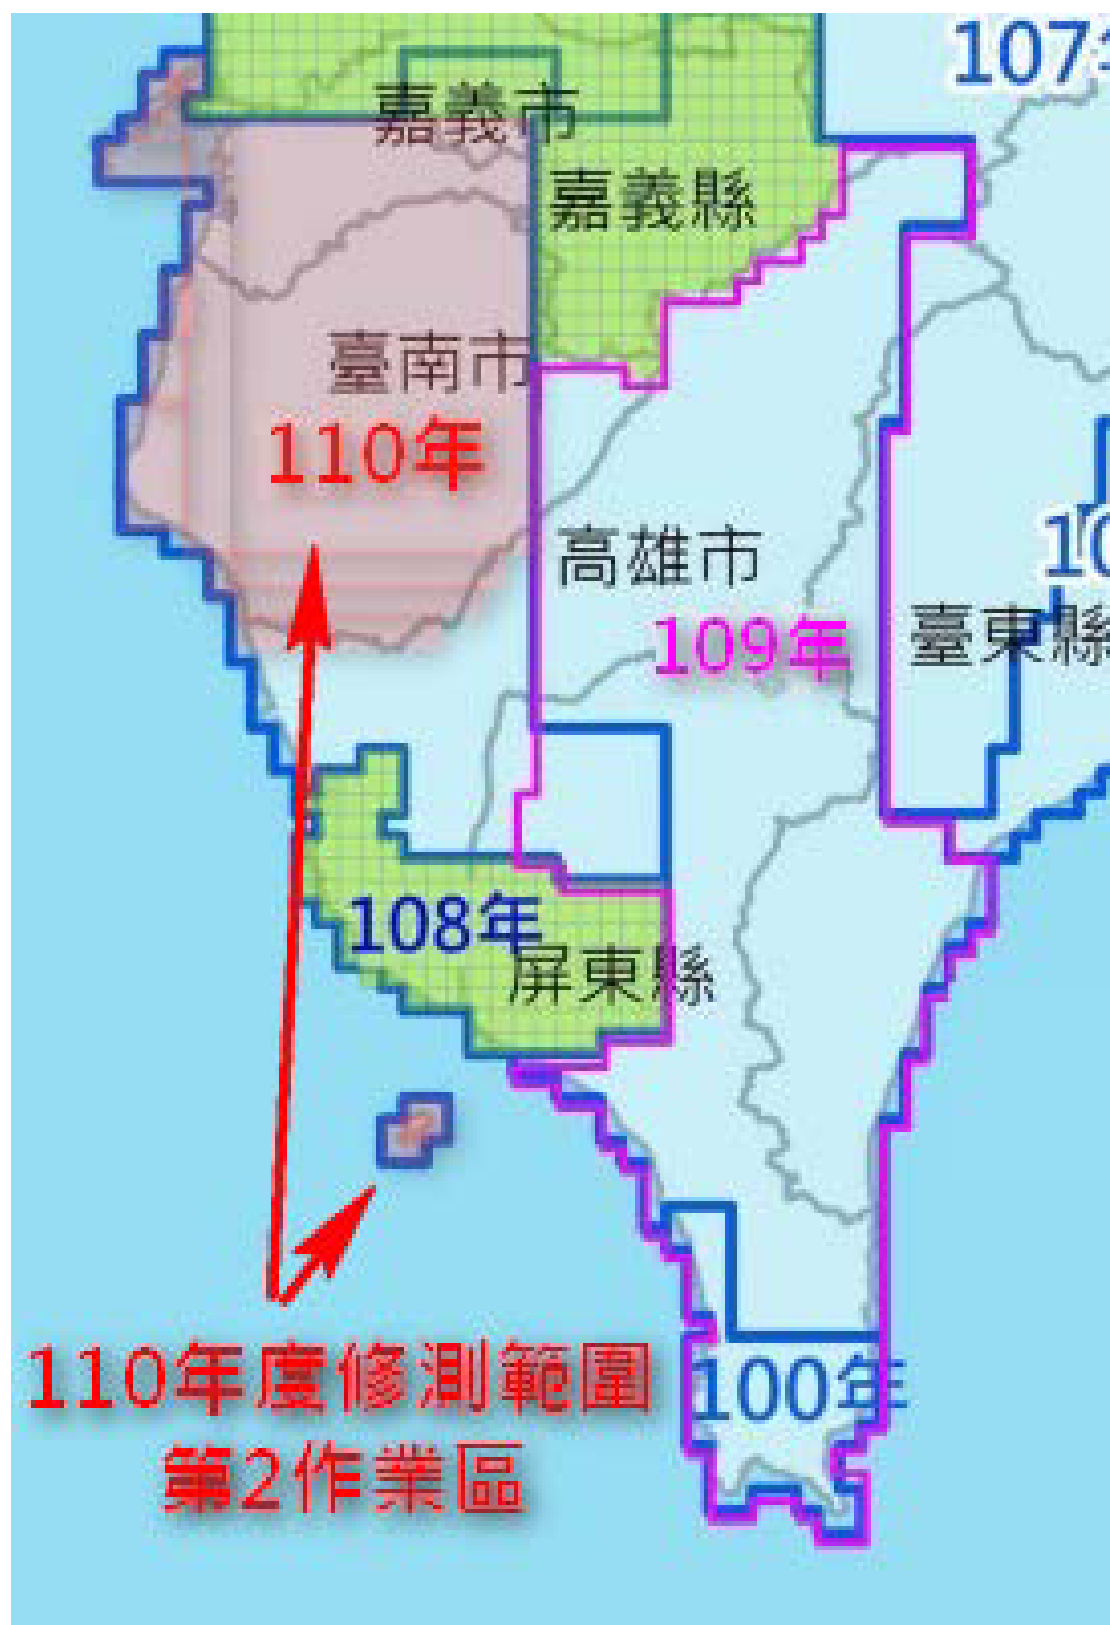 107
嘉義市
嘉義縣
臺南市
110年
高雄市
10
109年
臺東縣
108年
屏東縣
110年度修測範圍
第2作業區
100年